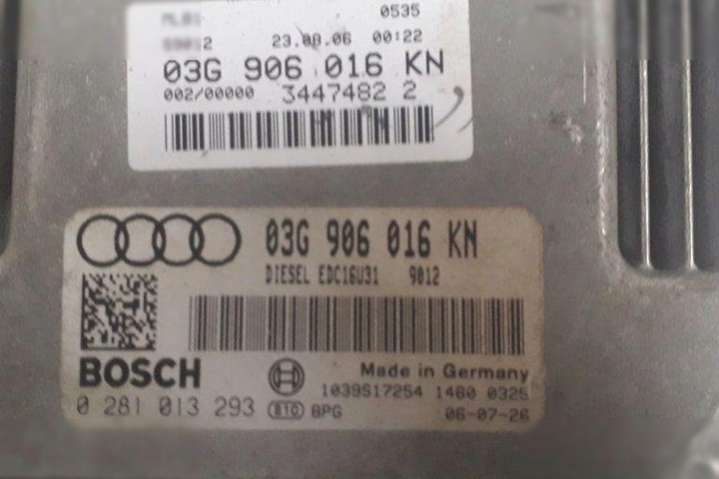 0535
23.08.06 00:22
03G 906 016 KN
002/00000 3447482 2
03G 906 016 KN
DIESEL EDC16U31 9012
BOSCH
Made in Germany
1039S17254 1460 0325
0 281 013 293 BPG 06-07-26